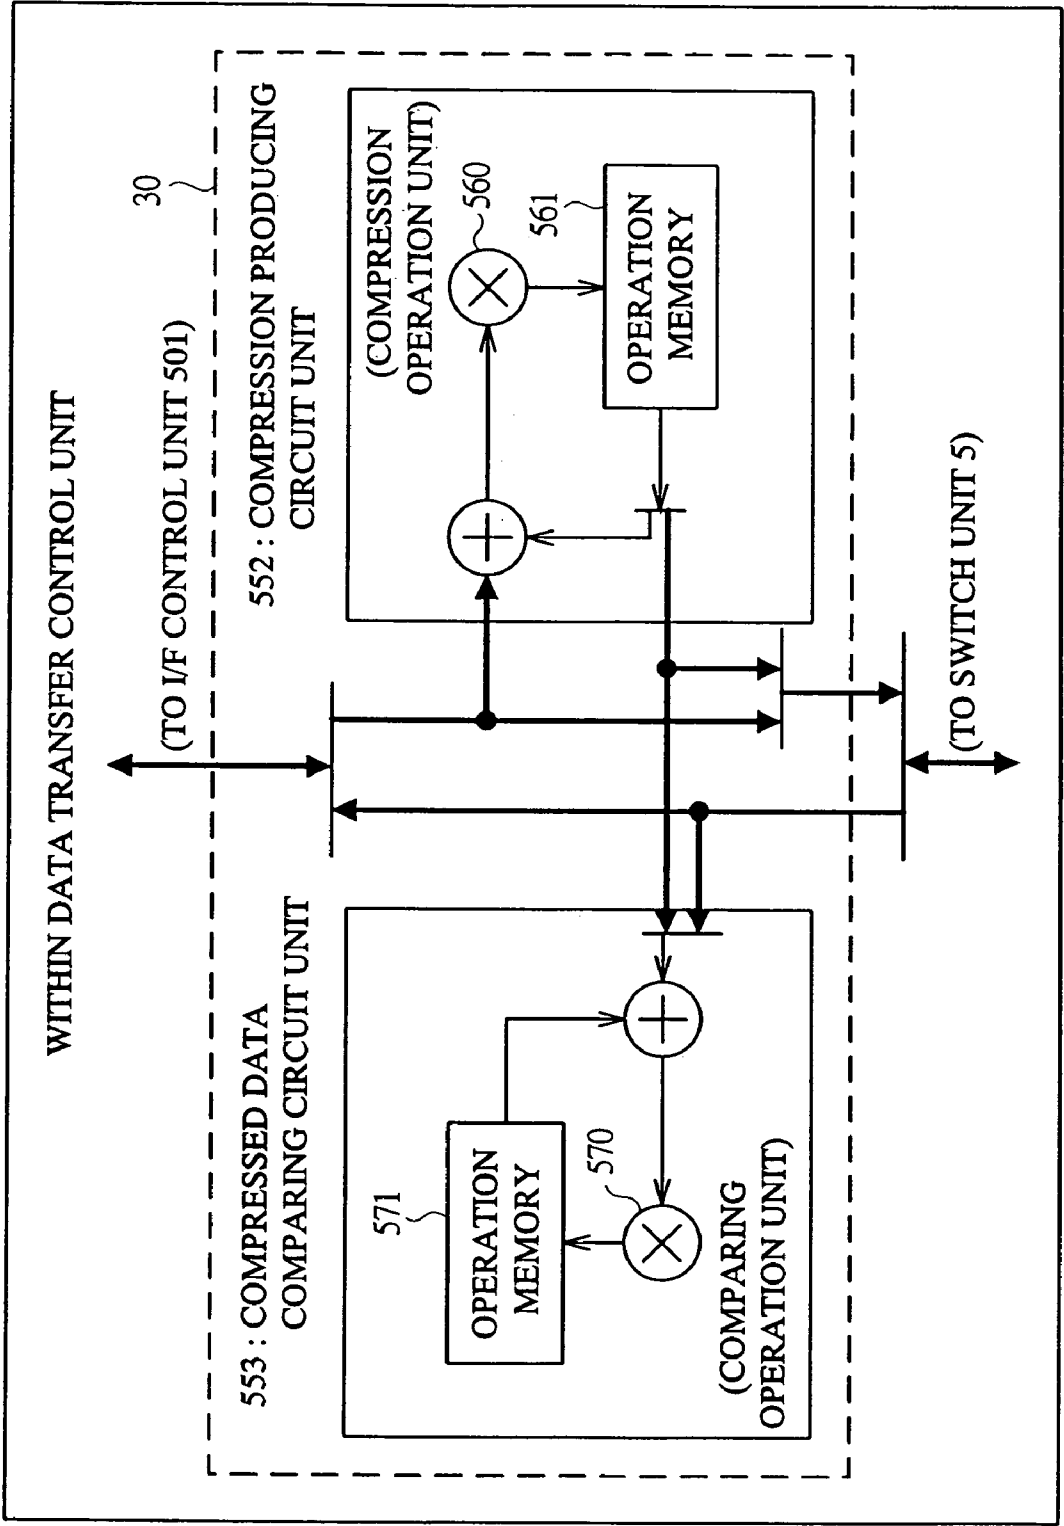 WITHIN DATA TRANSFER CONTROL UNIT
(TO I/F CONTROL UNIT 501)
30
553 : COMPRESSED DATA
COMPARING CIRCUIT UNIT
552 : COMPRESSION PRODUCING
CIRCUIT UNIT
571
OPERATION
MEMORY
570
(COMPARING
OPERATION UNIT)
(COMPRESSION
OPERATION UNIT)
560
561
OPERATION
MEMORY
(TO SWITCH UNIT 5)